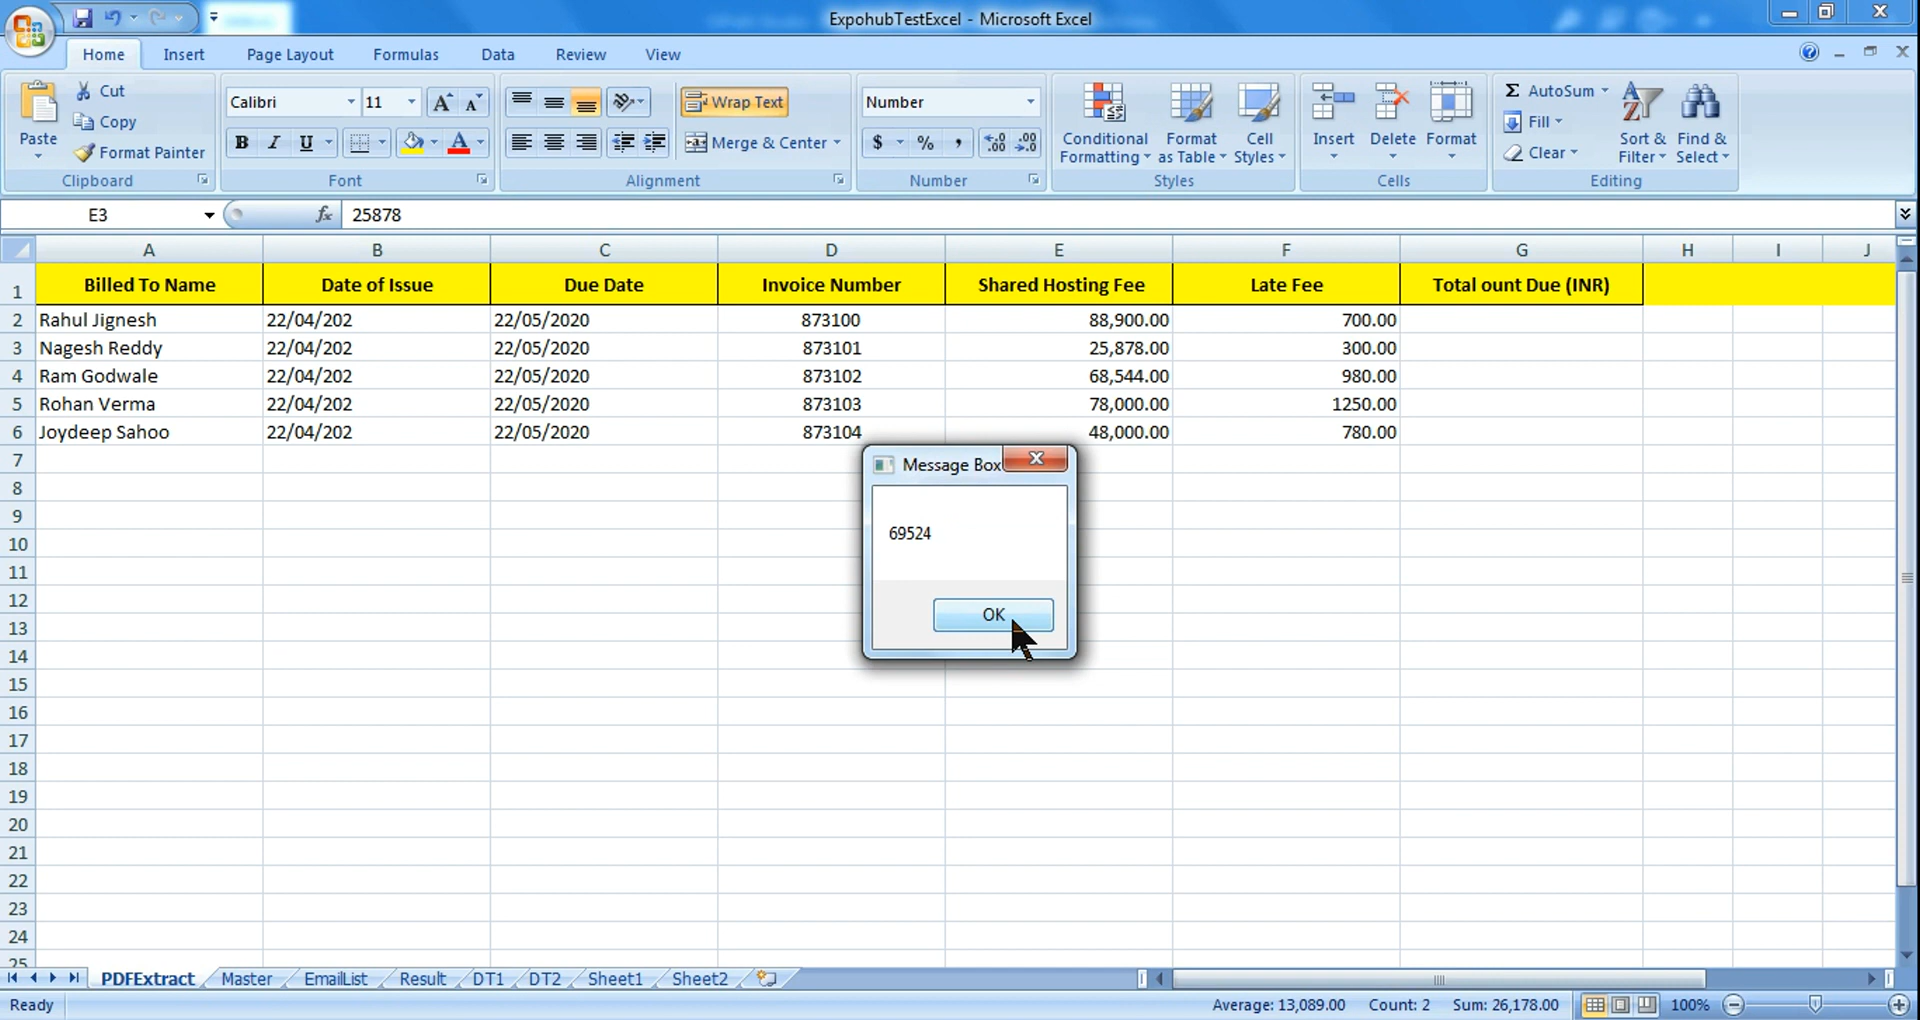 ExpohubTestExcel - Microsoft Excel
Home Insert Page Layout Formulas Data Review View
Paste
Cut
Copy
Format Painter
Clipboard
Calibri 11
B I U A
Font
Wrap Text
Merge & Center
Alignment
Number
$ % ,
Number
Conditional Formatting
Format as Table
Cell Styles
Styles
Insert Delete Format
Cells
Σ AutoSum
Fill
Clear
Sort & Filter
Find & Select
Editing
E3 fx 25878
A B C D E F G H I J
1 Billed To Name Date of Issue Due Date Invoice Number Shared Hosting Fee Late Fee Total ount Due (INR)
2 Rahul Jignesh 22/04/202 22/05/2020 873100 88,900.00 700.00
3 Nagesh Reddy 22/04/202 22/05/2020 873101 25,878.00 300.00
4 Ram Godwale 22/04/202 22/05/2020 873102 68,544.00 980.00
5 Rohan Verma 22/04/202 22/05/2020 873103 78,000.00 1250.00
6 Joydeep Sahoo 22/04/202 22/05/2020 873104 48,000.00 780.00
7
8
9
10
11
12
13
14
15
16
17
18
19
20
21
22
23
24
25
Message Box
69524
OK
PDFExtract Master EmailList Result DT1 DT2 Sheet1 Sheet2
Ready Average: 13,089.00 Count: 2 Sum: 26,178.00 100%